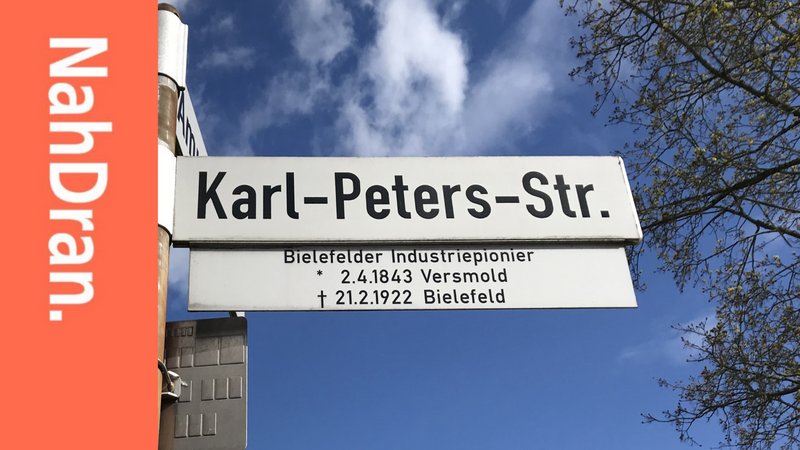 NahDran.
Karl-Peters-Str.
Bielefelder Industriepionier
* 2.4.1843 Versmold
† 21.2.1922 Bielefeld